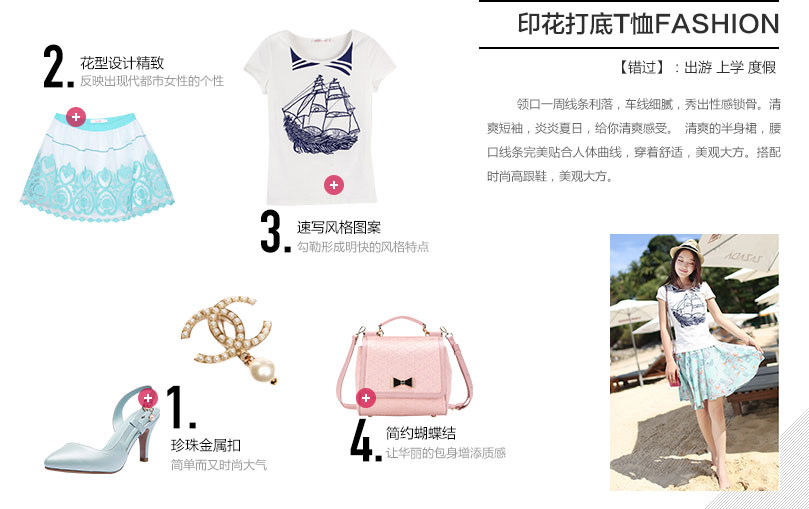 印花打底T恤FASHION
【错过】：出游 上学 度假
领口一周线条利落，车线细腻，秀出性感锁骨。清
爽短袖，炎炎夏日，给你清爽感受。 清爽的半身裙，腰
口线条完美贴合人体曲线，穿着舒适，美观大方。搭配
时尚高跟鞋，美观大方。
2.
花型设计精致
反映出现代都市女性的个性
3.
速写风格图案
勾勒形成明快的风格特点
1.
珍珠金属扣
简单而又时尚大气
4.
简约蝴蝶结
让华丽的包身增添质感